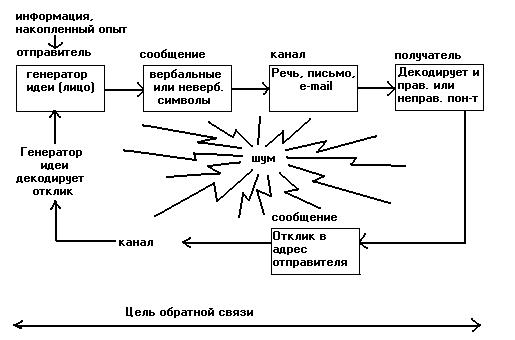 информация,
накопленный опыт
отправитель
генератор
идеи (лицо)
сообщение
вербальные
или неверб.
символы
канал
Речь, письмо,
e-mail
получатель
Декодирует и
прав. или
неправ. пон-т
шум
Генератор
идеи
декодирует
отклик
сообщение
Отклик в
адрес
отправителя
канал
Цель обратной связи